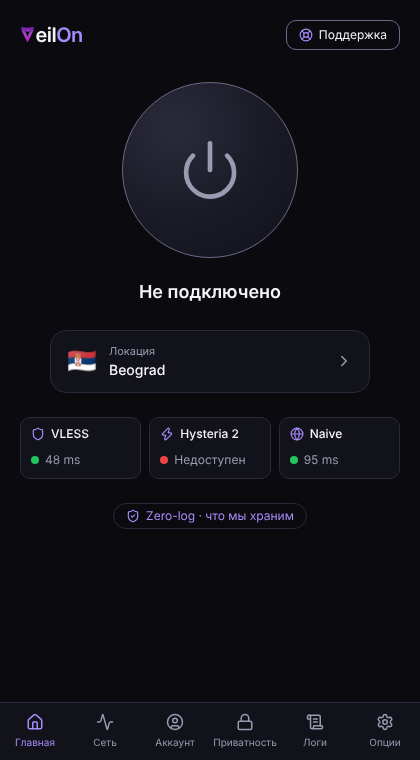 VeilOn
Поддержка
Не подключено
Локация
Beograd
VLESS
48 ms
Hysteria 2
Недоступен
Naive
95 ms
Zero-log · что мы храним
Главная
Сеть
Аккаунт
Приватность
Логи
Опции